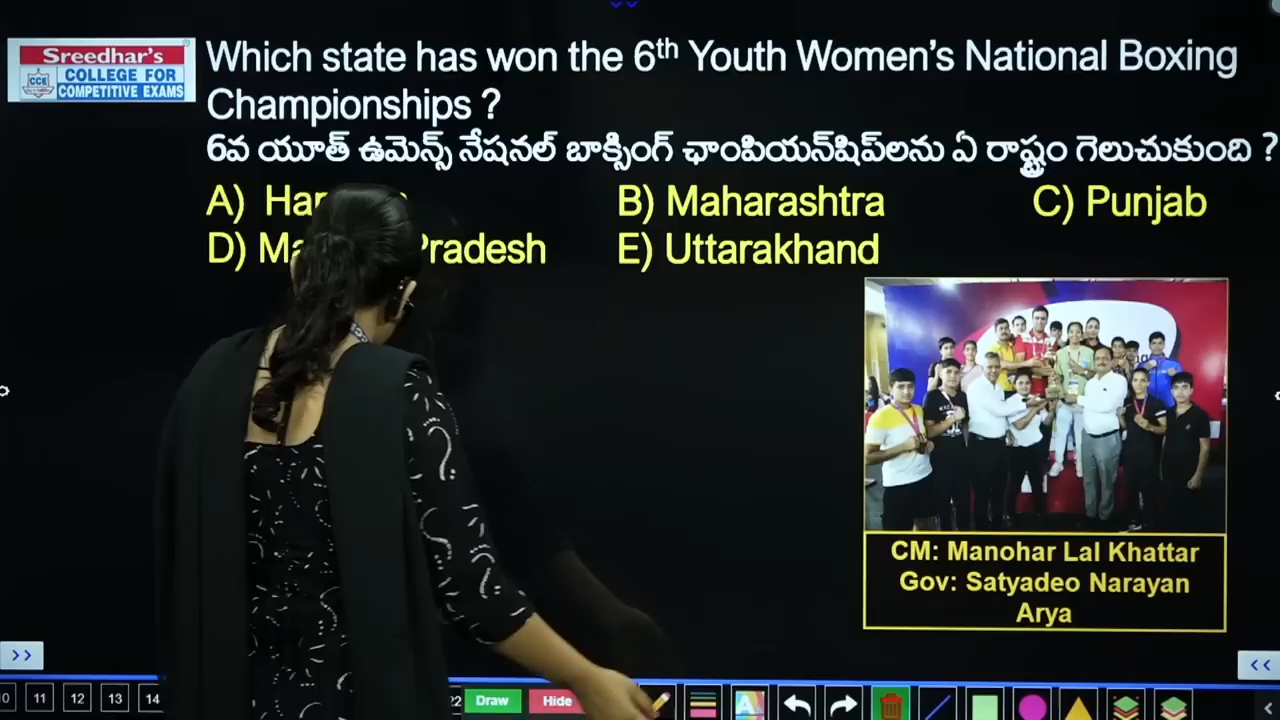 Sreedhar's
COLLEGE FOR
CCE
COMPETITIVE EXAMS
Which state has won the 6th Youth Women's National Boxing
Championships ?
6వ యూత్ ఉమెన్స్ నేషనల్ బాక్సింగ్ ఛాంపియన్‌షిప్‌లను ఏ రాష్ట్రం గెలుచుకుంది ?
A) Har
B) Maharashtra
C) Punjab
D) Ma Pradesh
E) Uttarakhand
CM: Manohar Lal Khattar
Gov: Satyadeo Narayan
Arya
>>
<<
11 12 13 14
22 Draw Hide